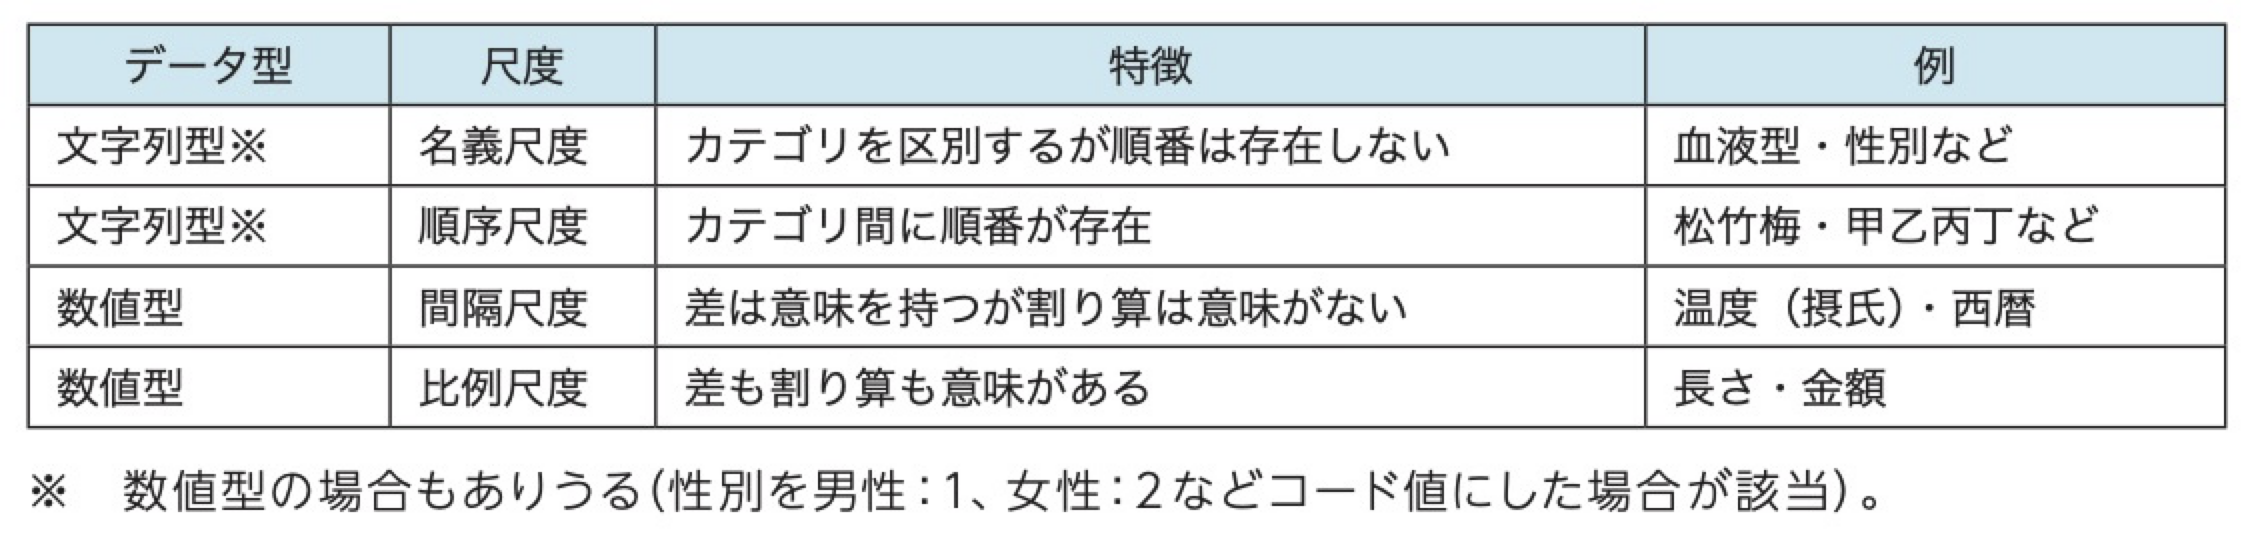 データ型 尺度 特徴 例
文字列型※ 名義尺度 カテゴリを区別するが順番は存在しない 血液型・性別など
文字列型※ 順序尺度 カテゴリ間に順番が存在 松竹梅・甲乙丙丁など
数値型 間隔尺度 差は意味を持つが割り算は意味がない 温度（摂氏）・西暦
数値型 比例尺度 差も割り算も意味がある 長さ・金額
※　数値型の場合もありうる（性別を男性：1、女性：2などコード値にした場合が該当）。